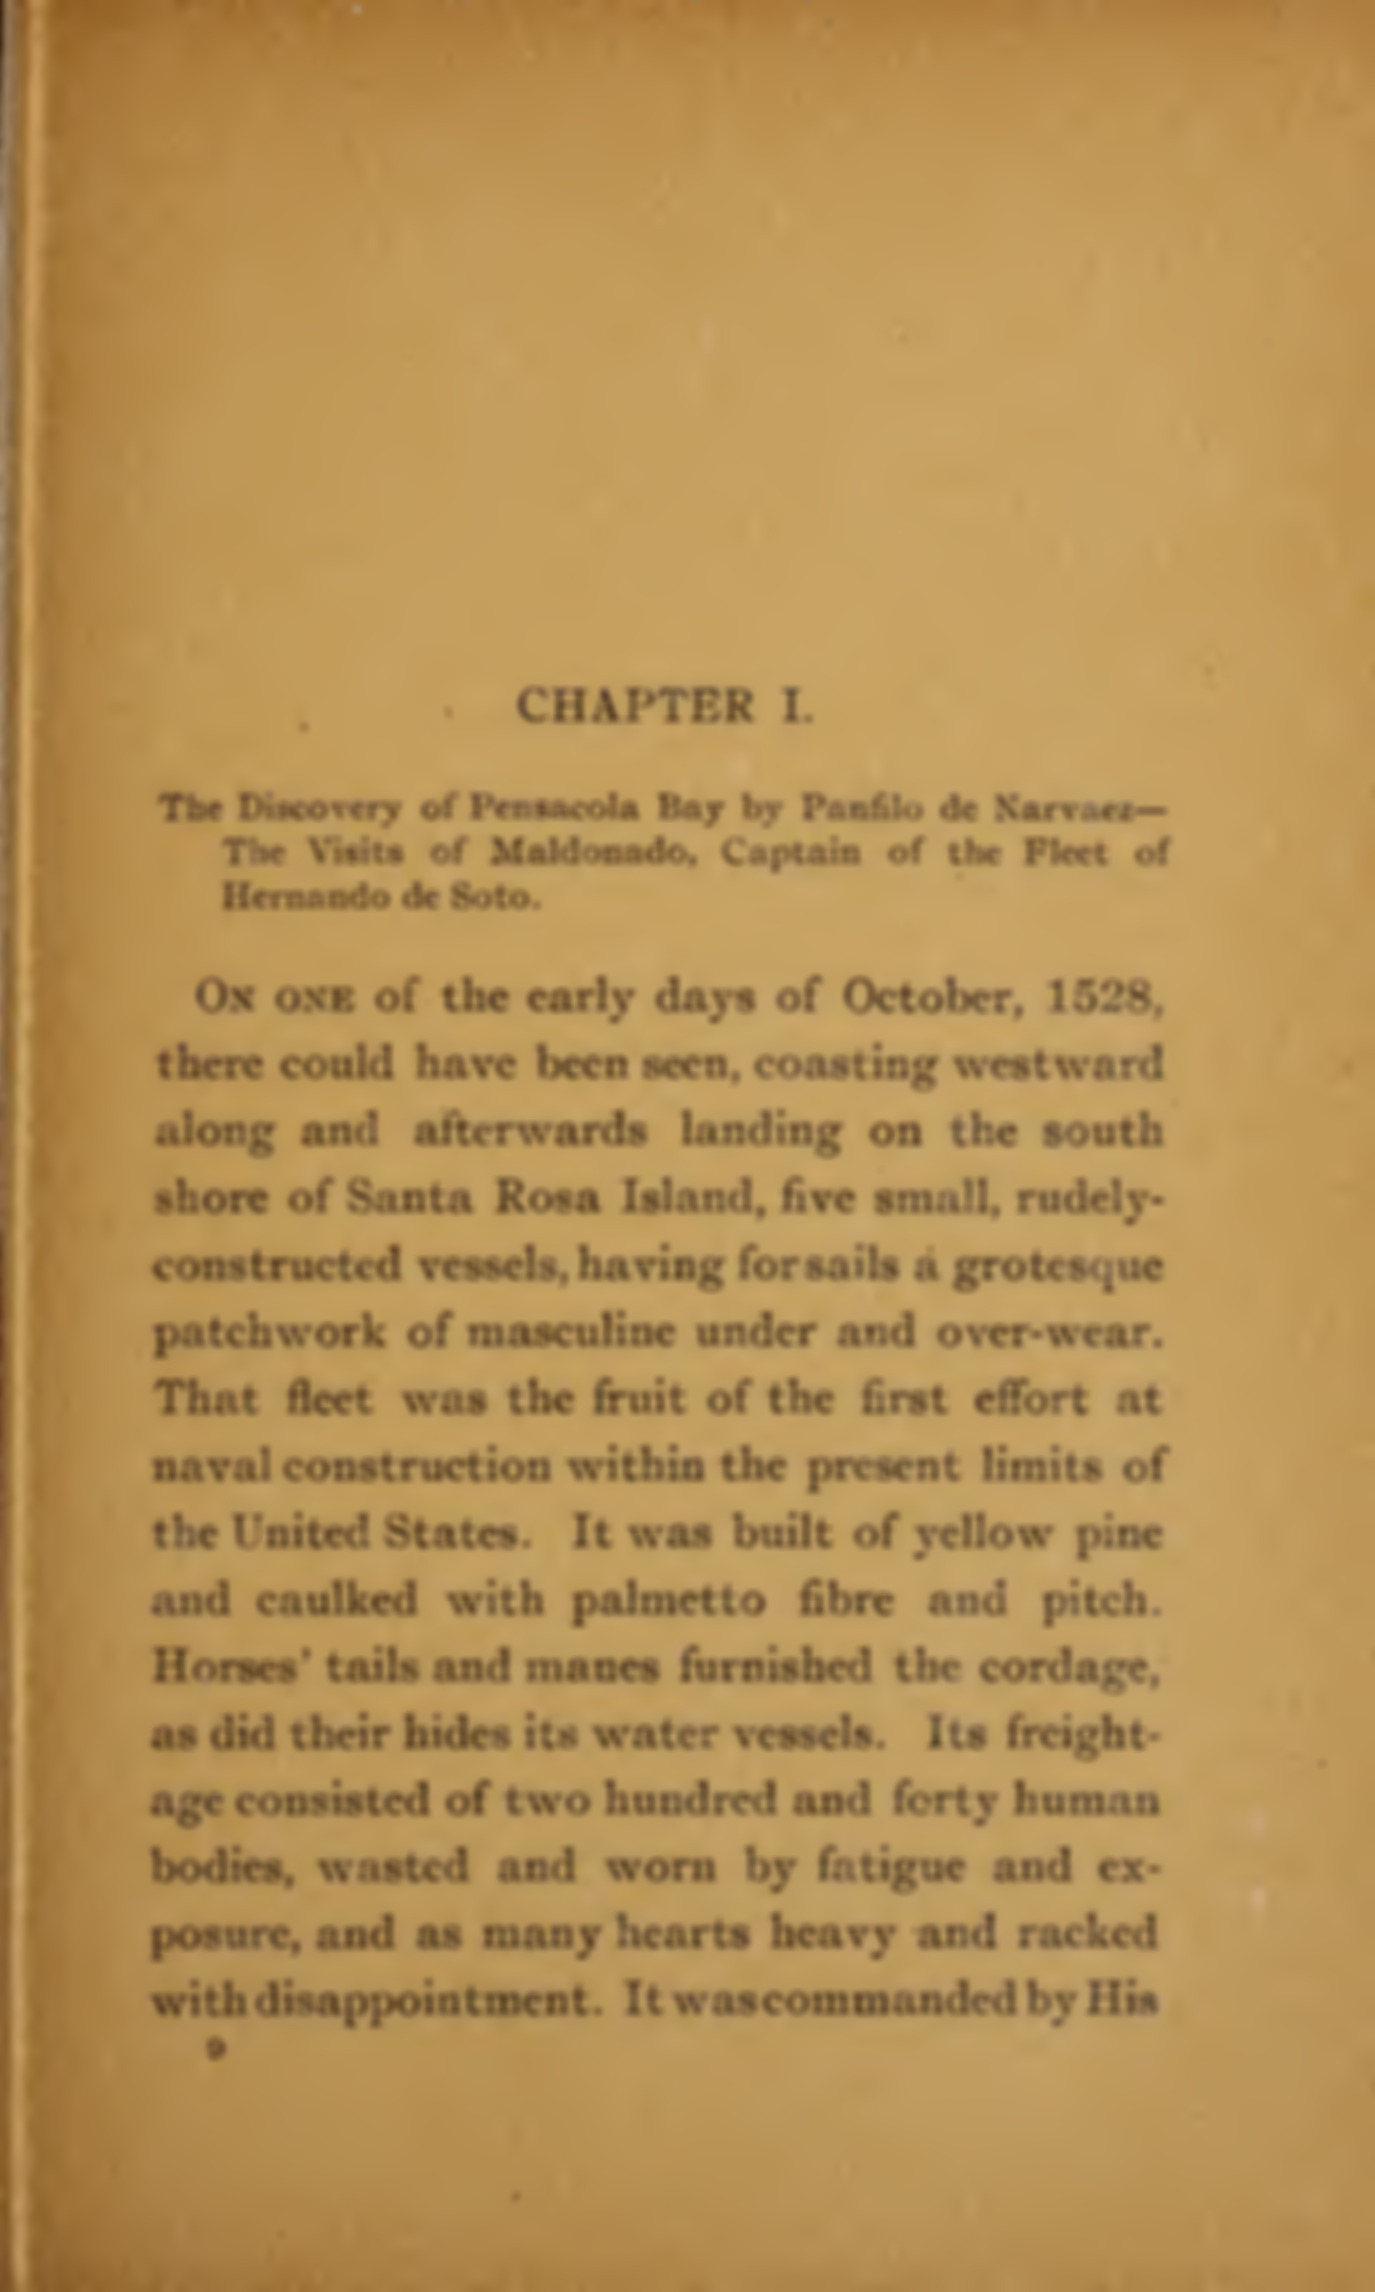 CHAPTER I.
The Discovery of Pensacola Bay by Panfilo de Narvaez—
The Visits of Maldonado, Captain of the Fleet of
Hernando de Soto.
ON ONE of the early days of October, 1528,
there could have been seen, coasting westward
along and afterwards landing on the south
shore of Santa Rosa Island, five small, rudely-
constructed vessels, having for sails a grotesque
patchwork of masculine under and over-wear.
That fleet was the fruit of the first effort at
naval construction within the present limits of
the United States. It was built of yellow pine
and caulked with palmetto fibre and pitch.
Horses' tails and manes furnished the cordage,
as did their hides its water vessels. Its freight-
age consisted of two hundred and forty human
bodies, wasted and worn by fatigue and ex-
posure, and as many hearts heavy and racked
with disappointment. It was commanded by His
9